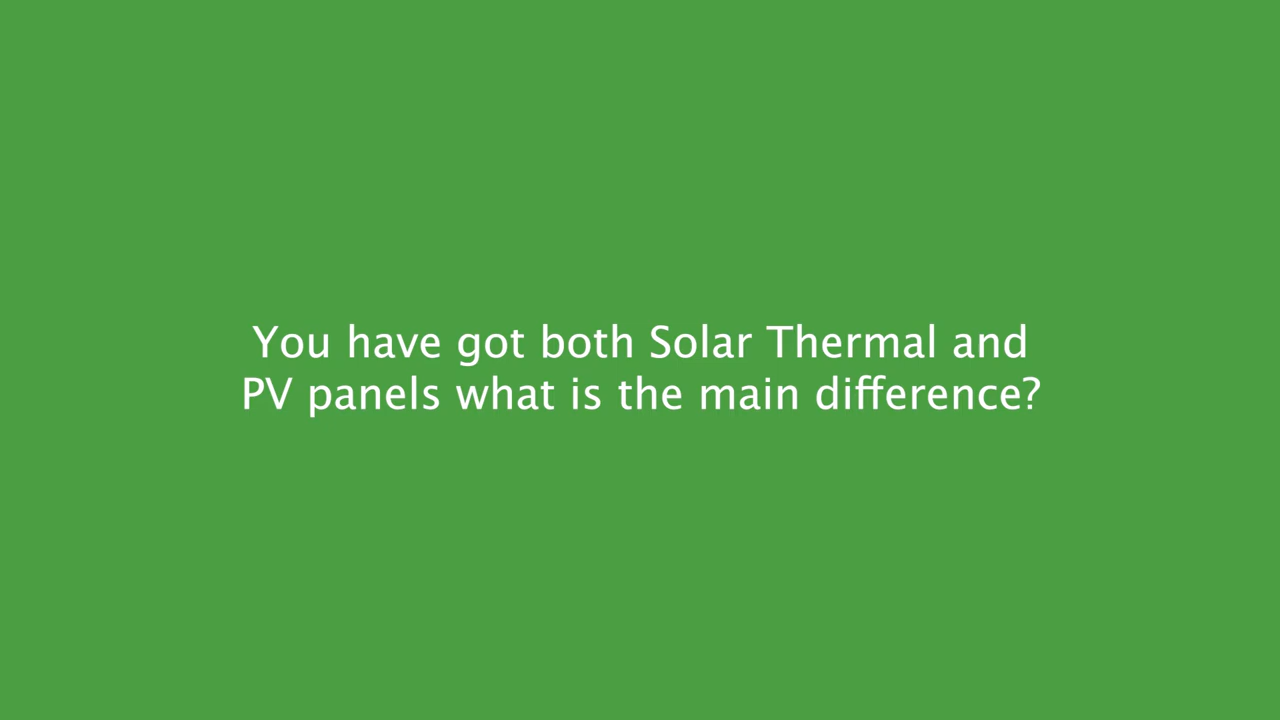 You have got both Solar Thermal and
PV panels what is the main difference?